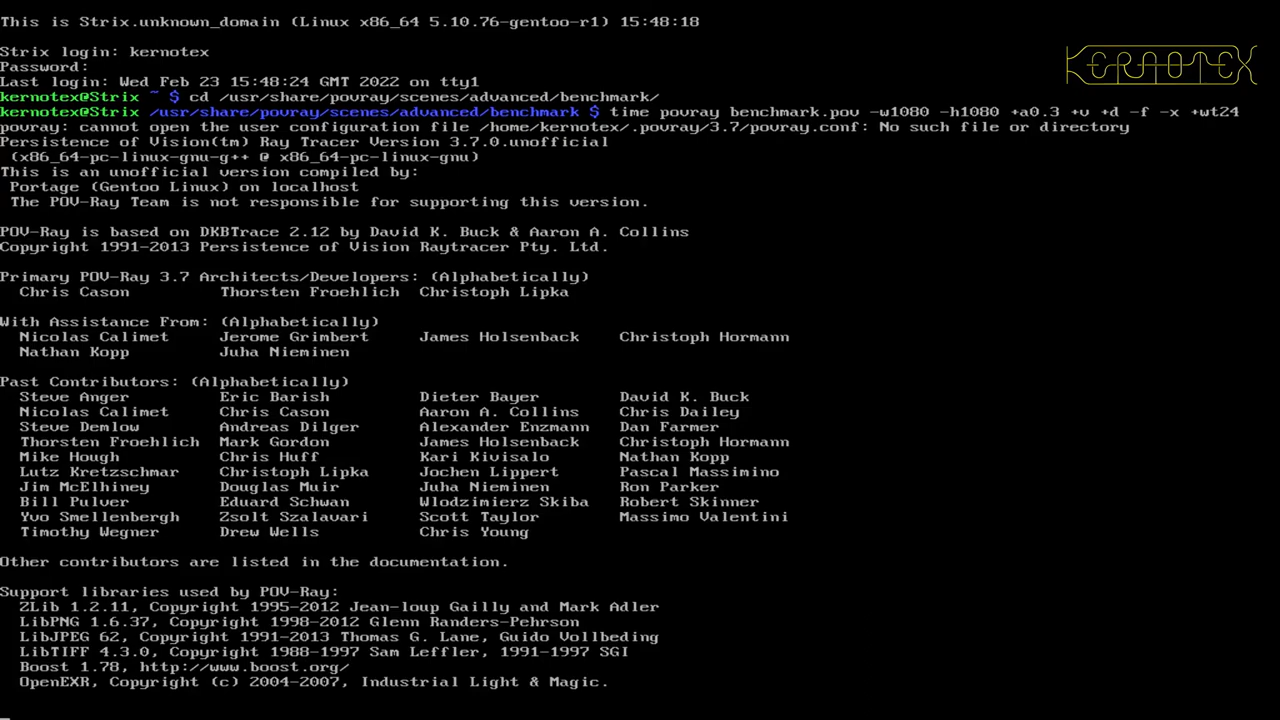 This is Strix.unknown_domain (Linux x86_64 5.10.76-gentoo-r1) 15:48:18
KERNOTEX
Strix login: kernotex
Password:
Last login: Wed Feb 23 15:48:24 GMT 2022 on tty1
kernotex@Strix ~ $ cd /usr/share/povray/scenes/advanced/benchmark/
kernotex@Strix /usr/share/povray/scenes/advanced/benchmark $ time povray benchmark.pov -w1080 -h1080 +a0.3 +v +d -f -x +wt24
povray: cannot open the user configuration file /home/kernotex/.povray/3.7/povray.conf: No such file or directory
Persistence of Vision(tm) Ray Tracer Version 3.7.0.unofficial
(x86_64-pc-linux-gnu-g++ @ x86_64-pc-linux-gnu)
This is an unofficial version compiled by:
Portage (Gentoo Linux) on localhost
The POV-Ray Team is not responsible for supporting this version.
POV-Ray is based on DKBTrace 2.12 by David K. Buck & Aaron A. Collins
Copyright 1991-2013 Persistence of Vision Raytracer Pty. Ltd.
Primary POV-Ray 3.7 Architects/Developers: (Alphabetically)
Chris Cason Thorsten Froehlich Christoph Lipka
With Assistance From: (Alphabetically)
Nicolas Calimet Jerome Grimbert James Holsenback Christoph Hormann
Nathan Kopp Juha Nieminen
Past Contributors: (Alphabetically)
Steve Anger Eric Barish Dieter Bayer David K. Buck
Nicolas Calimet Chris Cason Aaron A. Collins Chris Dailey
Steve Demlow Andreas Dilger Alexander Enzmann Dan Farmer
Thorsten Froehlich Mark Gordon James Holsenback Christoph Hormann
Mike Hough Chris Huff Kari Kivisalo Nathan Kopp
Lutz Kretzschmar Christoph Lipka Jochen Lippert Pascal Massimino
Jim McElhiney Douglas Muir Juha Nieminen Ron Parker
Bill Pulver Eduard Schwan Wlodzimierz Skiba Robert Skinner
Yvo Smellenbergh Zsolt Szalavari Scott Taylor Massimo Valentini
Timothy Wegner Drew Wells Chris Young
Other contributors are listed in the documentation.
Support libraries used by POV-Ray:
ZLib 1.2.11, Copyright 1995-2012 Jean-loup Gailly and Mark Adler
LibPNG 1.6.37, Copyright 1998-2012 Glenn Randers-Pehrson
LibJPEG 62, Copyright 1991-2013 Thomas G. Lane, Guido Vollbeding
LibTIFF 4.3.0, Copyright 1988-1997 Sam Leffler, 1991-1997 SGI
Boost 1.78, http://www.boost.org/
OpenEXR, Copyright (c) 2004-2007, Industrial Light & Magic.